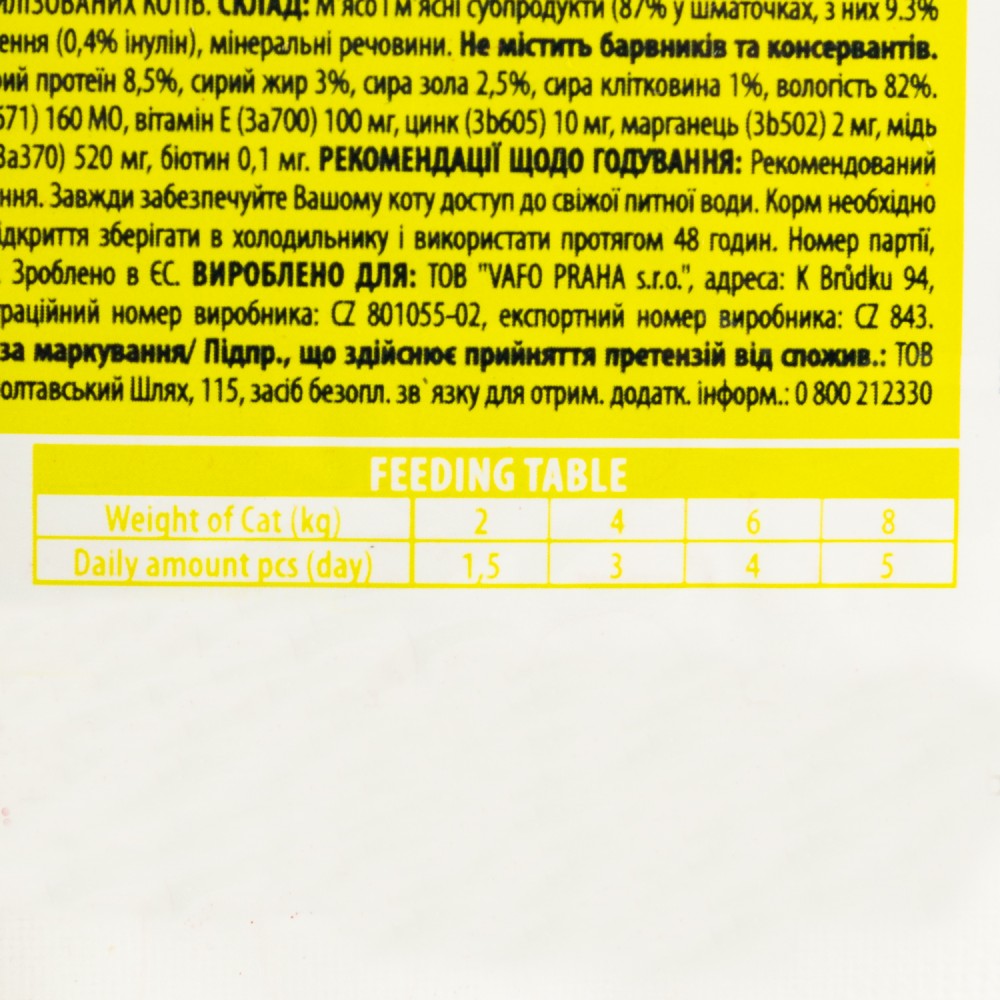 ИЛІЗОВАНИХ КОТІВ. СКЛАД: М'ясо і м'ясні субпродукти (87% у шматочках, з них 9.3%
ення (0,4% інулін), мінеральні речовини. Не містить барвників та консервантів.
рий протеїн 8,5%, сирий жир 3%, сира зола 2,5%, сира клітковина 1%, вологість 82%.
671) 160 МО, вітамін Е (3а700) 100 мг, цинк (3b605) 10 мг, марганець (3b502) 2 мг, мідь
3а370) 520 мг, біотин 0,1 мг. РЕКОМЕНДАЦІЇ ЩОДО ГОДУВАННЯ: Рекомендований
ння. Завжди забезпечуйте Вашому коту доступ до свіжої питної води. Корм необхідно
ідкриття зберігати в холодильнику і використати протягом 48 годин. Номер партії,
. Зроблено в ЄС. ВИРОБЛЕНО ДЛЯ: ТОВ "VAFO PRAHA s.r.o.", адреса: K Brůdku 94,
раційний номер виробника: CZ 801055-02, експортний номер виробника: CZ 843.
за маркування/ Підпр., що здійснює прийняття претензій від спожив.: ТОВ
олтавський Шлях, 115, засіб безопл. зв`язку для отрим. додатк. інформ.: 0 800 212330
FEEDING TABLE
Weight of Cat (kg) 2 4 6 8
Daily amount pcs (day) 1,5 3 4 5